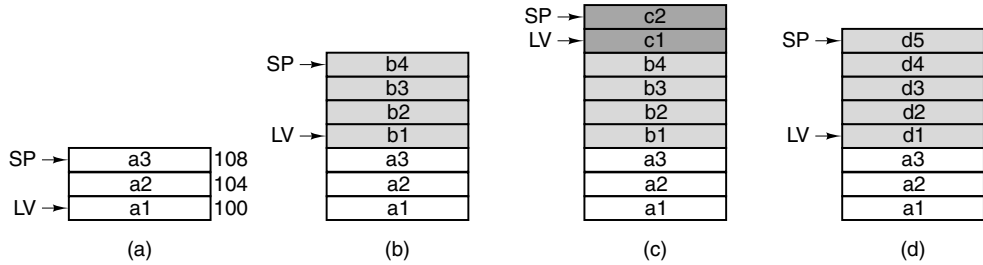 SP a3 108
a2 104
LV a1 100
(a)
SP b4
b3
b2
LV b1
a3
a2
a1
(b)
SP c2
LV c1
b4
b3
b2
b1
a3
a2
a1
(c)
SP d5
d4
d3
d2
LV d1
a3
a2
a1
(d)